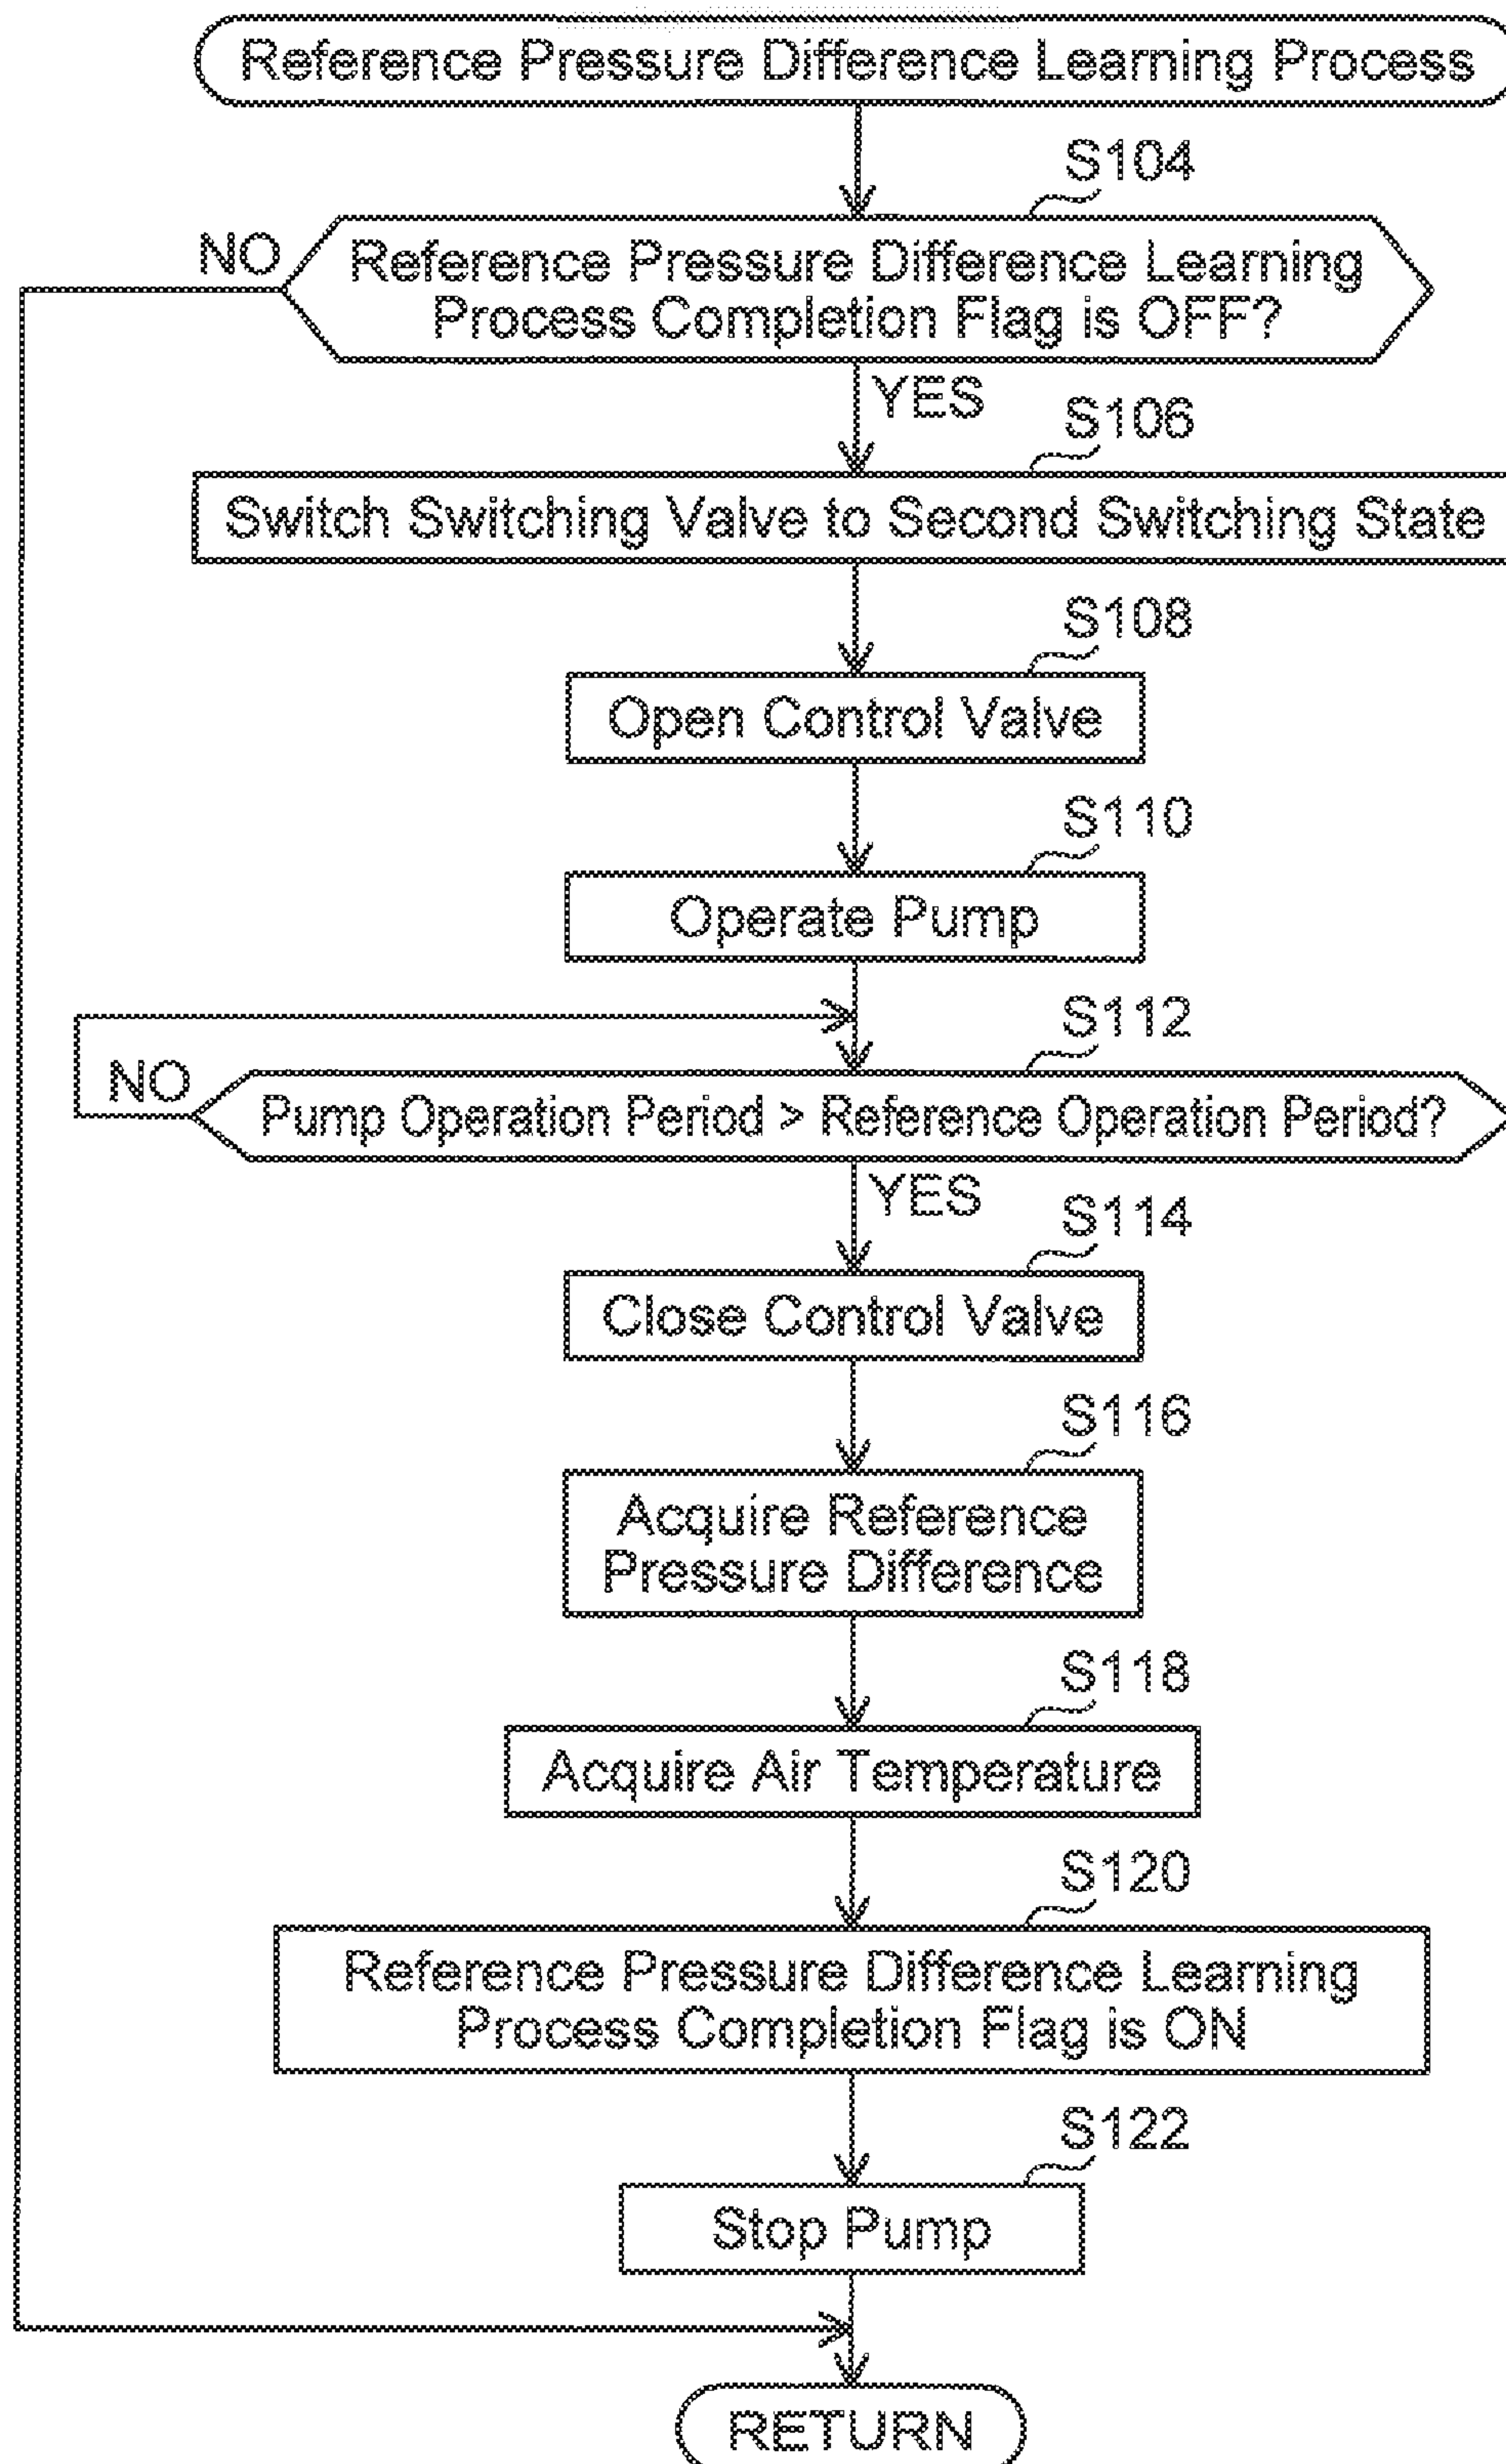 Reference Pressure Difference Learning Process
S104
NO
Reference Pressure Difference Learning
Process Completion Flag is OFF?
YES
S106
Switch Switching Valve to Second Switching State
S108
Open Control Valve
S110
Operate Pump
S112
NO
Pump Operation Period > Reference Operation Period?
YES
S114
Close Control Valve
S116
Acquire Reference
Pressure Difference
S118
Acquire Air Temperature
S120
Reference Pressure Difference Learning
Process Completion Flag is ON
S122
Stop Pump
RETURN